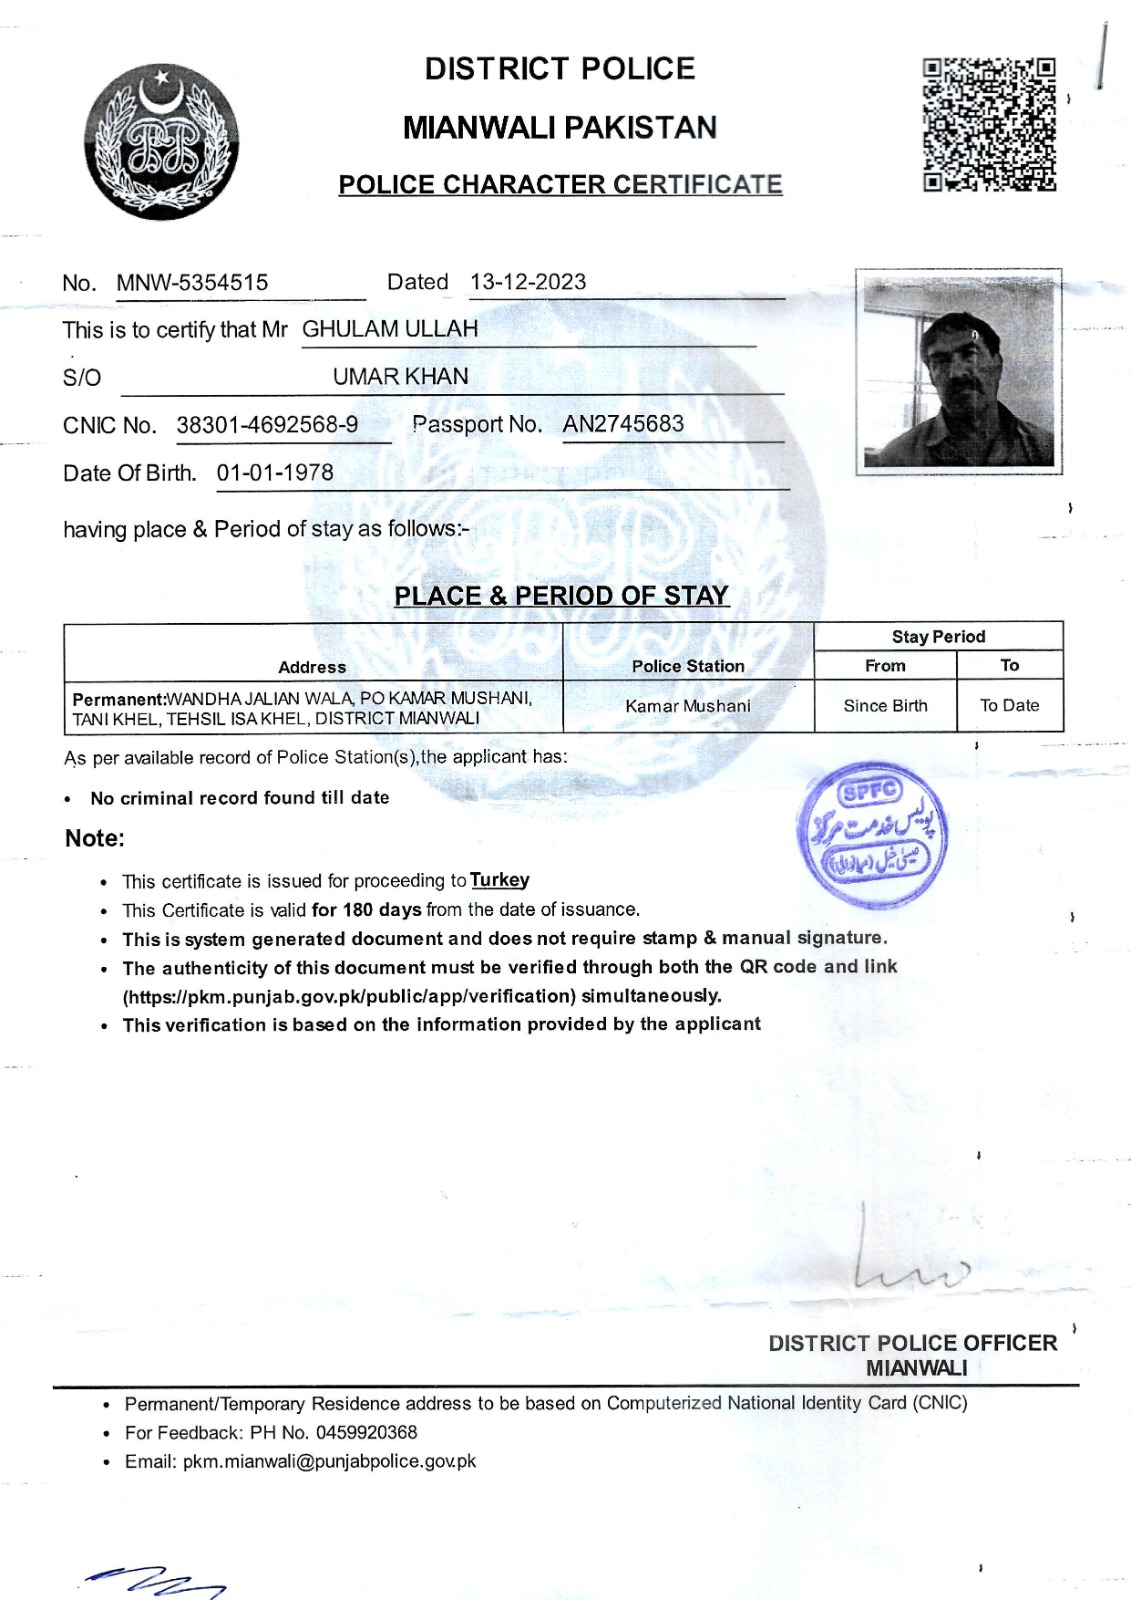 DISTRICT POLICE
MIANWALI PAKISTAN
POLICE CHARACTER CERTIFICATE
No. MNW-5354515 Dated 13-12-2023
This is to certify that Mr GHULAM ULLAH
S/O UMAR KHAN
CNIC No. 38301-4692568-9 Passport No. AN2745683
Date Of Birth. 01-01-1978
having place & Period of stay as follows:-
PLACE & PERIOD OF STAY
Stay Period
Address Police Station From To
Permanent:WANDHA JALIAN WALA, PO KAMAR MUSHANI,
TANI KHEL, TEHSIL ISA KHEL, DISTRICT MIANWALI
Kamar Mushani Since Birth To Date
As per available record of Police Station(s),the applicant has:
• No criminal record found till date
SPFC
پولیس خدمت مرکز
عیسیٰ خیل (میانوالی)
Note:
• This certificate is issued for proceeding to Turkey
• This Certificate is valid for 180 days from the date of issuance.
• This is system generated document and does not require stamp & manual signature.
• The authenticity of this document must be verified through both the QR code and link
(https://pkm.punjab.gov.pk/public/app/verification) simultaneously.
• This verification is based on the information provided by the applicant
DISTRICT POLICE OFFICER
MIANWALI
• Permanent/Temporary Residence address to be based on Computerized National Identity Card (CNIC)
• For Feedback: PH No. 0459920368
• Email: pkm.mianwali@punjabpolice.gov.pk